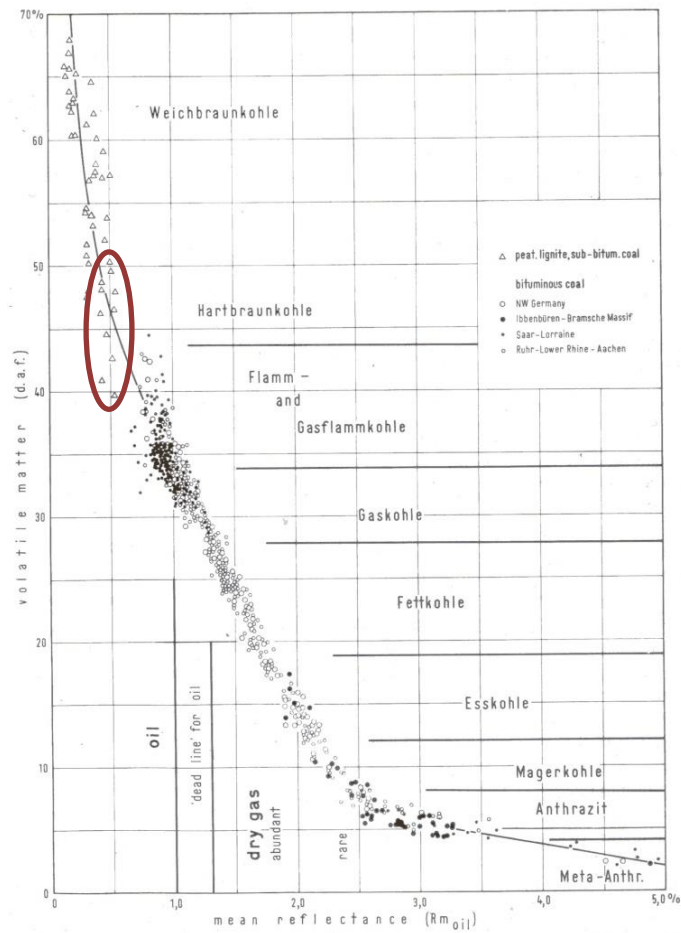 70%
60
50
40
30
20
10
0
volatile matter (d.a.f.)
Weichbraunkohle
△ peat, lignite, sub-bitum. coal
bituminous coal
○ NW Germany
● Ibbenbüren - Bramsche Massif
• Saar-Lorraine
○ Ruhr-Lower Rhine - Aachen
Hartbraunkohle
Flamm -
and
Gasflammkohle
Gaskohle
Fettkohle
Esskohle
Magerkohle
Anthrazit
Meta-Anthr.
oil
'dead line' for oil
dry gas
abundant
rare
0
1,0
2,0
3,0
4,0
5,0 %
mean reflectance (Rm oil)